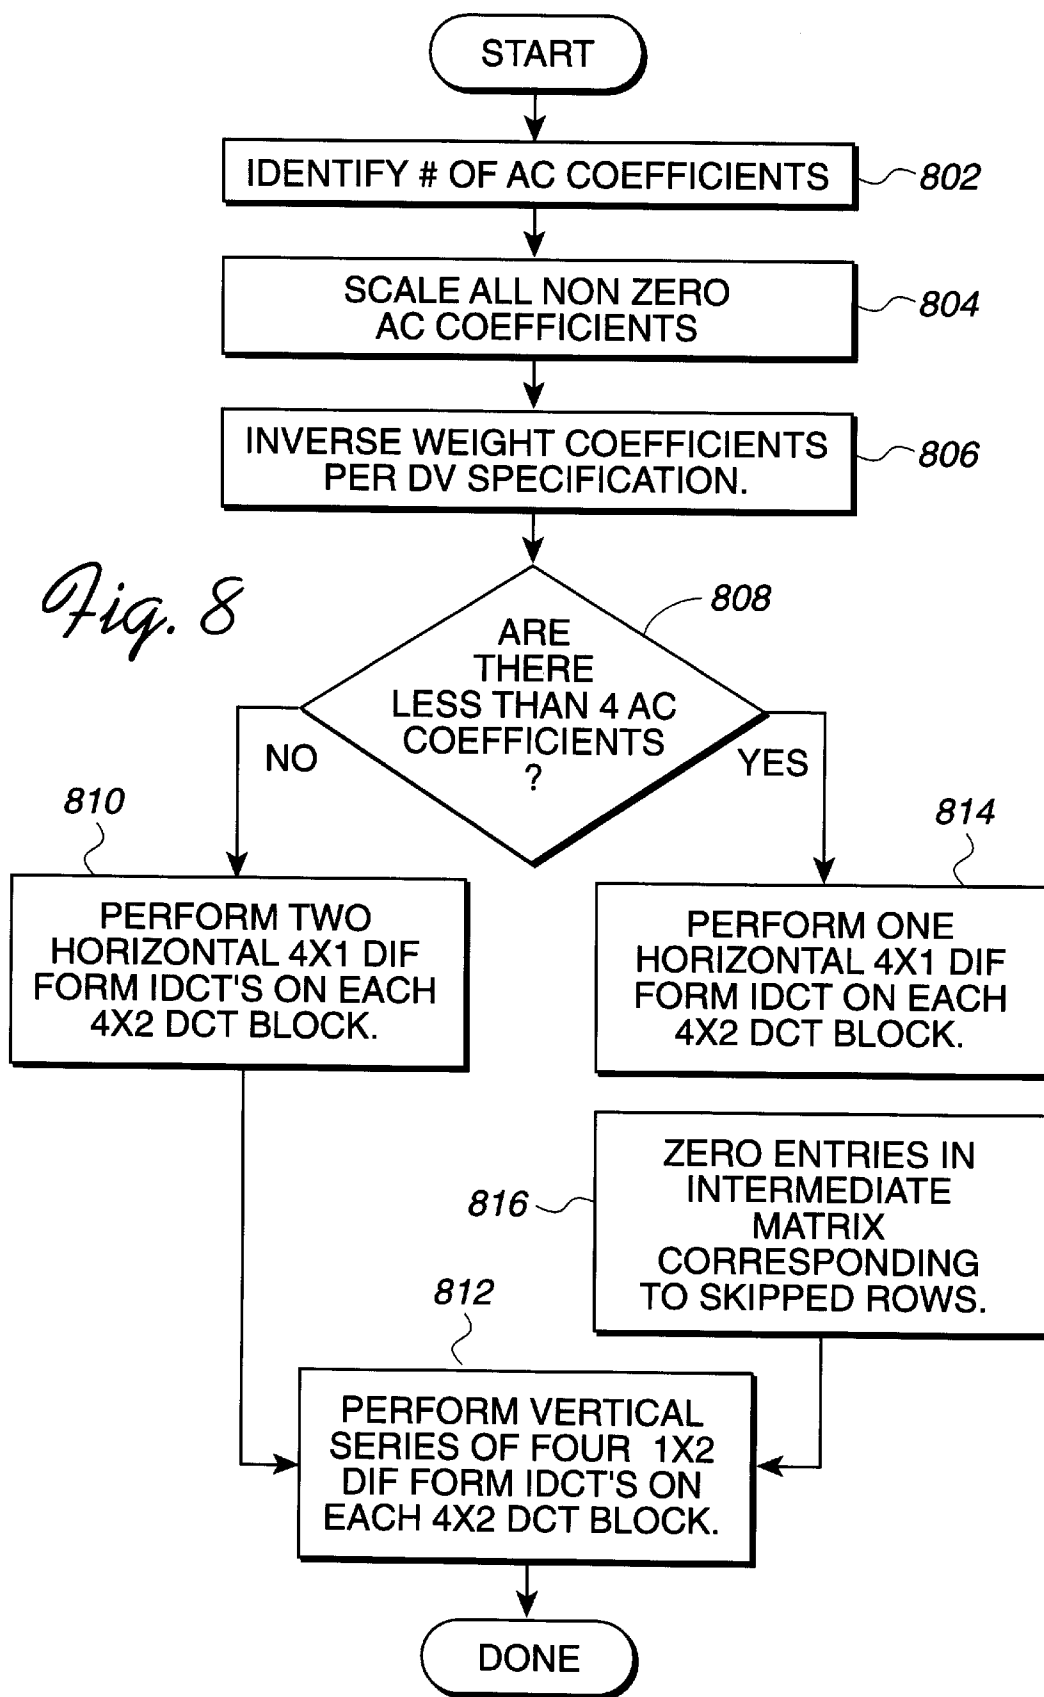 START
IDENTIFY # OF AC COEFFICIENTS
802
SCALE ALL NON ZERO
AC COEFFICIENTS
804
INVERSE WEIGHT COEFFICIENTS
PER DV SPECIFICATION.
806
Fig. 8
808
ARE
THERE
LESS THAN 4 AC
COEFFICIENTS
?
NO
YES
810
PERFORM TWO
HORIZONTAL 4X1 DIF
FORM IDCT'S ON EACH
4X2 DCT BLOCK.
814
PERFORM ONE
HORIZONTAL 4X1 DIF
FORM IDCT ON EACH
4X2 DCT BLOCK.
816
ZERO ENTRIES IN
INTERMEDIATE
MATRIX
CORRESPONDING
TO SKIPPED ROWS.
812
PERFORM VERTICAL
SERIES OF FOUR 1X2
DIF FORM IDCT'S ON
EACH 4X2 DCT BLOCK.
DONE